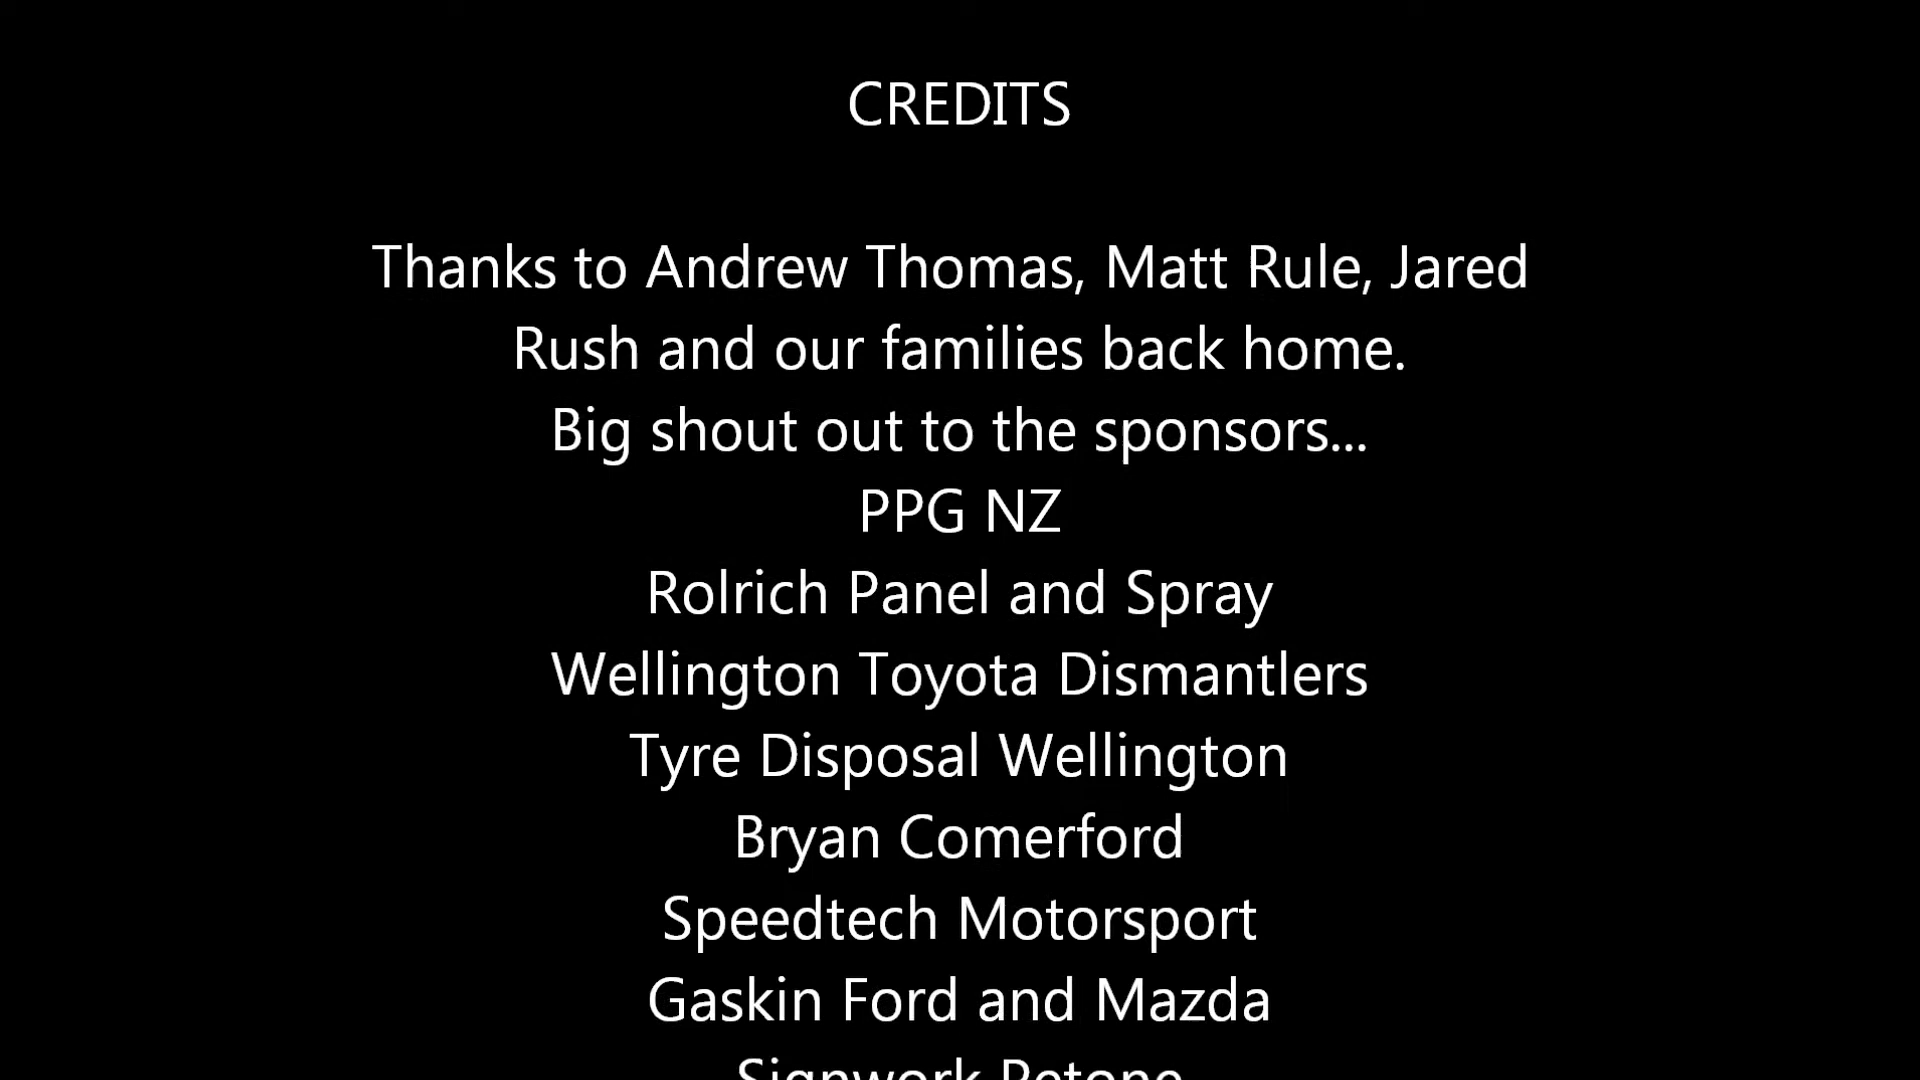 CREDITS
Thanks to Andrew Thomas, Matt Rule, Jared
Rush and our families back home.
Big shout out to the sponsors...
PPG NZ
Rolrich Panel and Spray
Wellington Toyota Dismantlers
Tyre Disposal Wellington
Bryan Comerford
Speedtech Motorsport
Gaskin Ford and Mazda
Signwork Petone